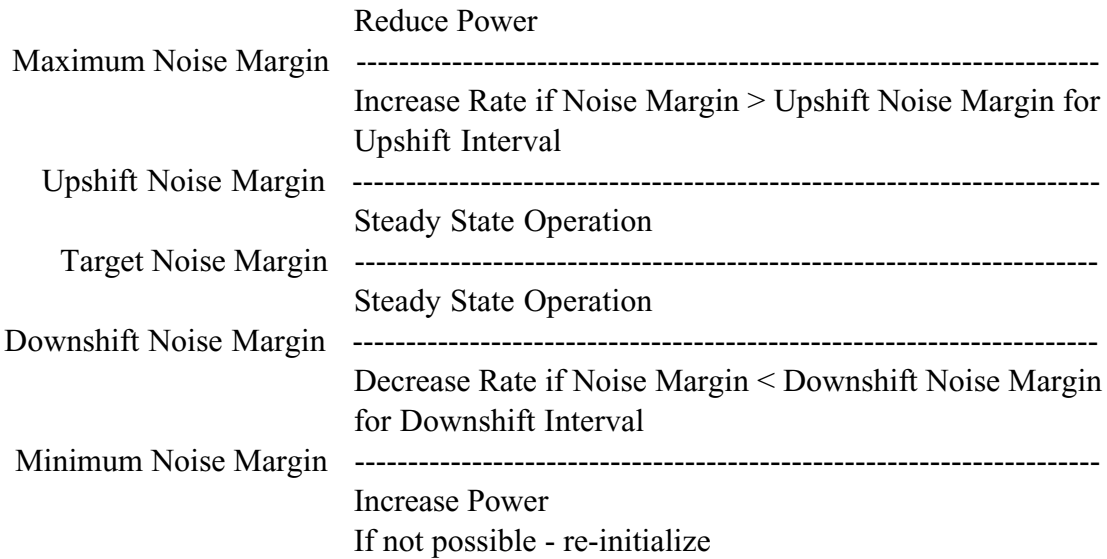 Reduce Power
Maximum Noise Margin ----------------------------------------------------------------------
Increase Rate if Noise Margin > Upshift Noise Margin for
Upshift Interval
Upshift Noise Margin ----------------------------------------------------------------------
Steady State Operation
Target Noise Margin ----------------------------------------------------------------------
Steady State Operation
Downshift Noise Margin ----------------------------------------------------------------------
Decrease Rate if Noise Margin < Downshift Noise Margin
for Downshift Interval
Minimum Noise Margin ----------------------------------------------------------------------
Increase Power
If not possible - re-initialize